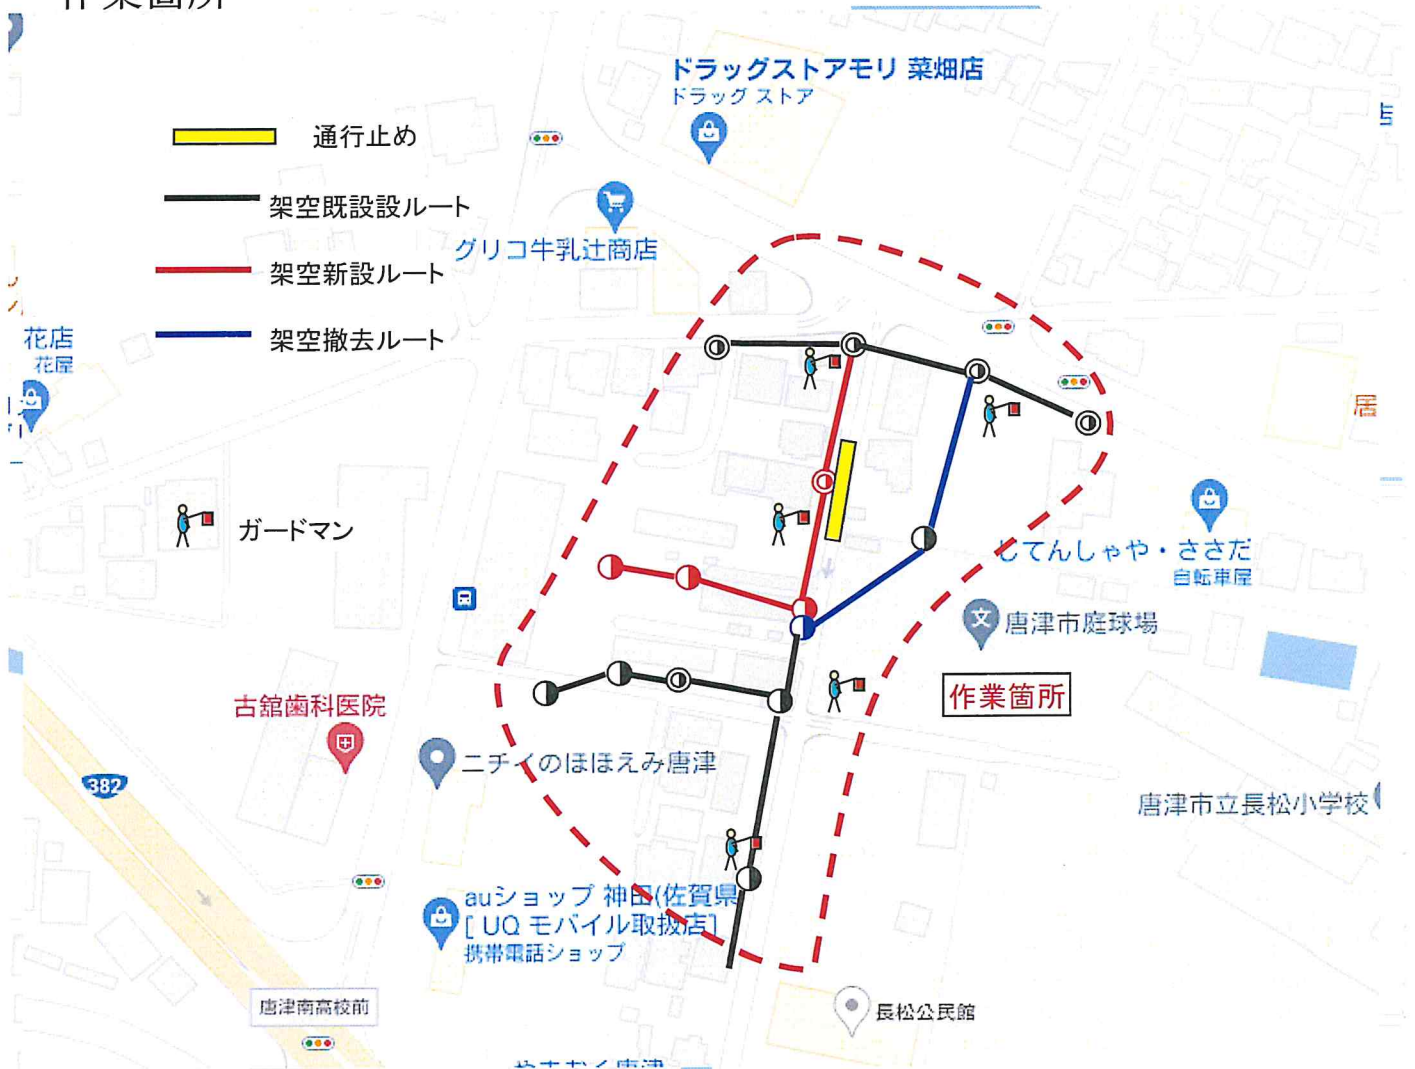 作業箇所
ドラッグストアモリ 菜畑店
ドラッグ ストア
通行止め
架空既設設ルート
グリコ牛乳辻商店
架空新設ルート
架空撤去ルート
花店
花屋
居
ガードマン
じてんしゃや・ささだ
自転車屋
文
唐津市庭球場
作業箇所
古舘歯科医院
ニチイのほほえみ唐津
382
唐津市立長松小学校
auショップ 神田(佐賀県
[ UQ モバイル取扱店]
携帯電話ショップ
唐津南高校前
長松公民館